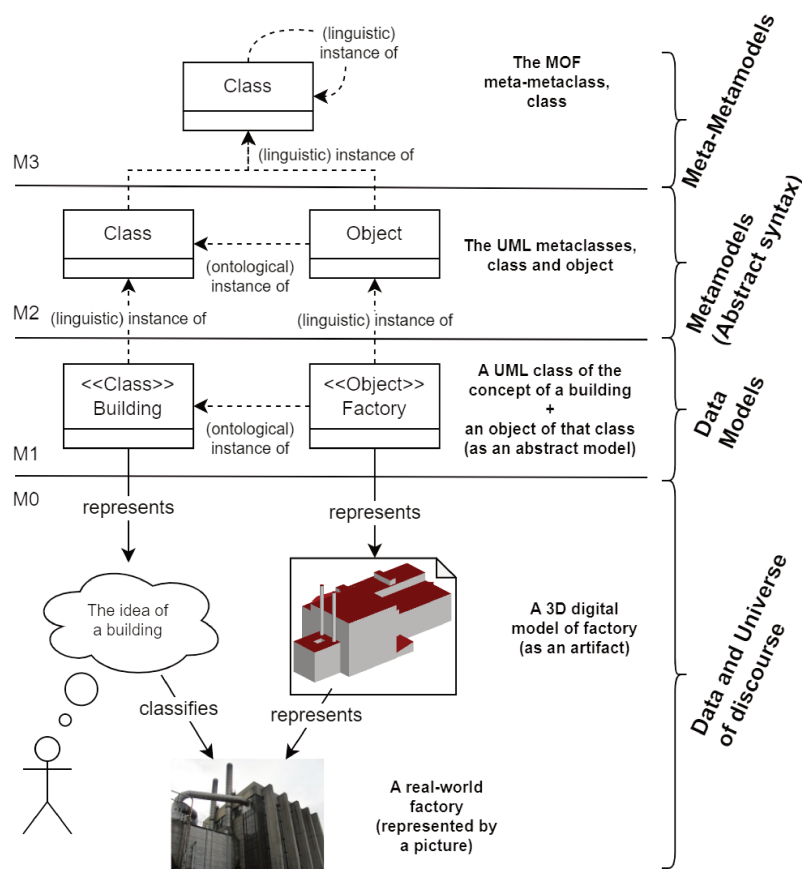 (linguistic)
instance of
Class
The MOF
meta-metaclass,
class
Meta-Metamodels
(linguistic) instance of
M3
Class
Object
(ontological)
instance of
The UML metaclasses,
class and object
Metamodels
(Abstract syntax)
M2
(linguistic) instance of
(linguistic) instance of
<<Class>>
Building
<<Object>>
Factory
(ontological)
instance of
A UML class of the
concept of a building
+
an object of that class
(as an abstract model)
Data
Models
M1
M0
represents
represents
The idea of
a building
A 3D digital
model of factory
(as an artifact)
Data and Universe
of discourse
classifies
represents
A real-world
factory
(represented by
a picture)